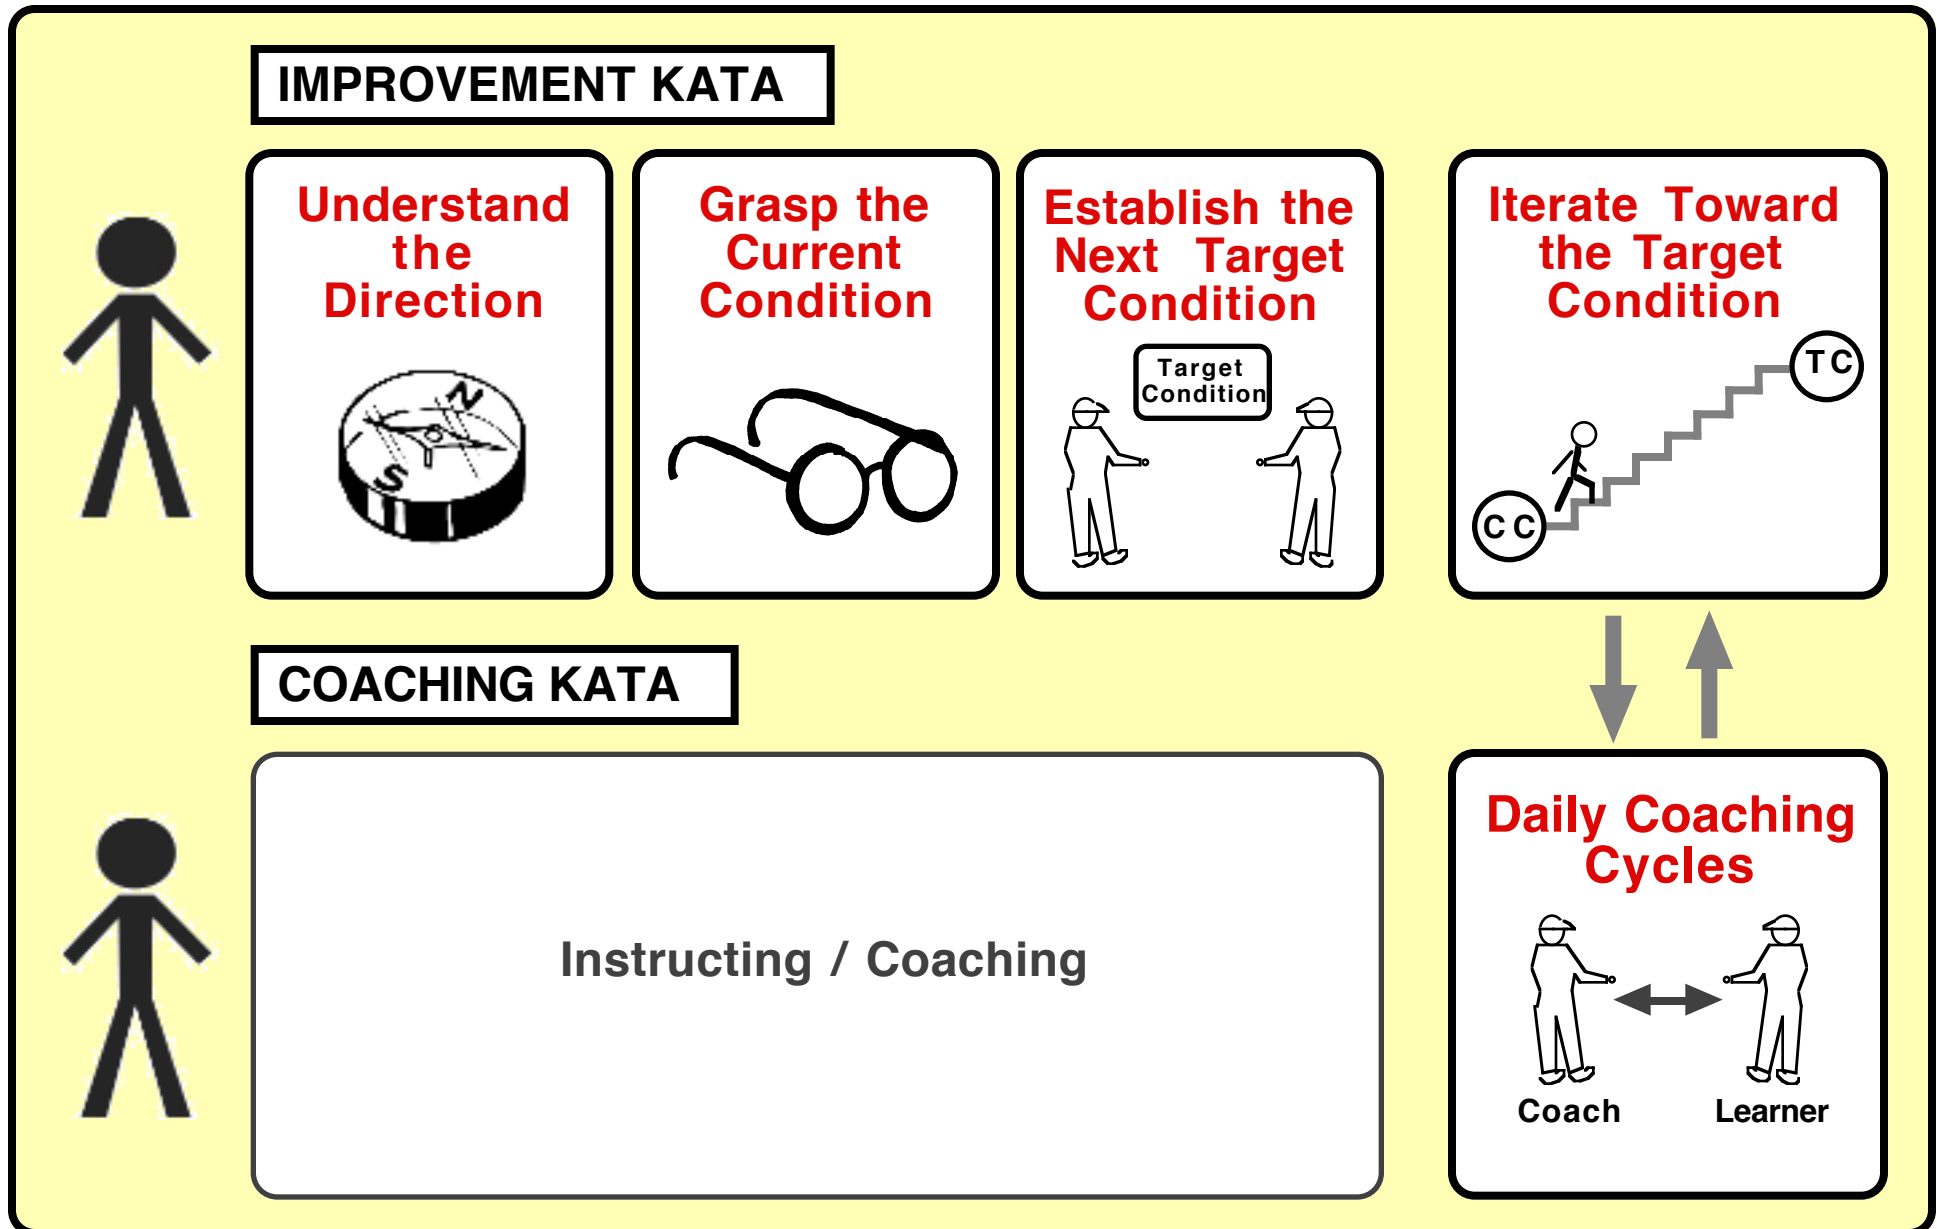 IMPROVEMENT KATA
Understand
the
Direction
N
S
Grasp the
Current
Condition
Establish the
Next Target
Condition
Target
Condition
Iterate Toward
the Target
Condition
TC
CC
COACHING KATA
Instructing / Coaching
Daily Coaching
Cycles
Coach
Learner